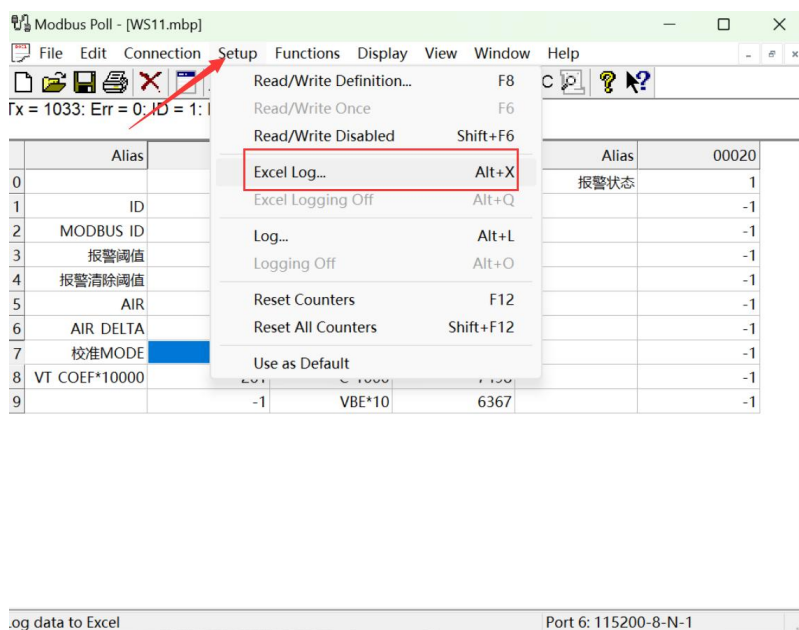 Modbus Poll - [WS11.mbp]
File Edit Connection Setup Functions Display View Window Help
Tx = 1033: Err = 0: ID = 1:
Read/Write Definition... F8
Read/Write Once F6
Read/Write Disabled Shift+F6
Excel Log... Alt+X
Excel Logging Off Alt+Q
Log... Alt+L
Logging Off Alt+O
Reset Counters F12
Reset All Counters Shift+F12
Use as Default
Alias Alias 00020
0 报警状态 1
1 ID -1
2 MODBUS ID -1
3 报警阈值 -1
4 报警清除阈值 -1
5 AIR -1
6 AIR DELTA -1
7 校准MODE -1
8 VT COEF*10000 -1
9 -1 VBE*10 6367 -1
Log data to Excel Port 6: 115200-8-N-1